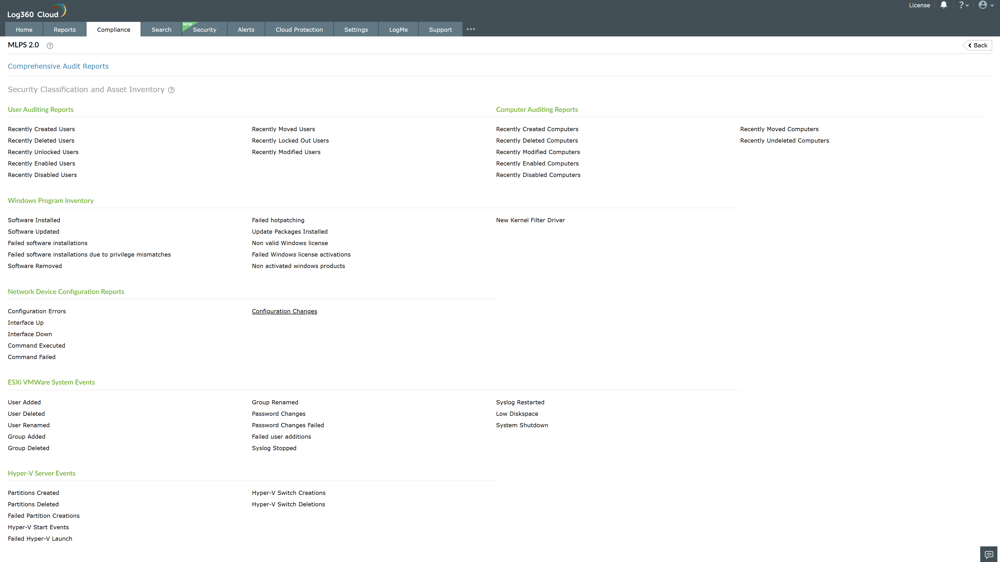 Log360 Cloud
License
?
Home
Reports
Compliance
Search
NEW
Security
Alerts
Cloud Protection
Settings
LogMe
Support
MLPS 2.0 ?
Back
Comprehensive Audit Reports
Security Classification and Asset Inventory ?
User Auditing Reports
Recently Created Users
Recently Deleted Users
Recently Unlocked Users
Recently Enabled Users
Recently Disabled Users
Recently Moved Users
Recently Locked Out Users
Recently Modified Users
Computer Auditing Reports
Recently Created Computers
Recently Deleted Computers
Recently Modified Computers
Recently Enabled Computers
Recently Disabled Computers
Recently Moved Computers
Recently Undeleted Computers
Windows Program Inventory
Software Installed
Software Updated
Failed software installations
Failed software installations due to privilege mismatches
Software Removed
Failed hotpatching
Update Packages Installed
Non valid Windows license
Failed Windows license activations
Non activated windows products
New Kernel Filter Driver
Network Device Configuration Reports
Configuration Errors
Interface Up
Interface Down
Command Executed
Command Failed
Configuration Changes
ESXi VMWare System Events
User Added
User Deleted
User Renamed
Group Added
Group Deleted
Group Renamed
Password Changes
Password Changes Failed
Failed user additions
Syslog Stopped
Syslog Restarted
Low Diskspace
System Shutdown
Hyper-V Server Events
Partitions Created
Partitions Deleted
Failed Partition Creations
Hyper-V Start Events
Failed Hyper-V Launch
Hyper-V Switch Creations
Hyper-V Switch Deletions